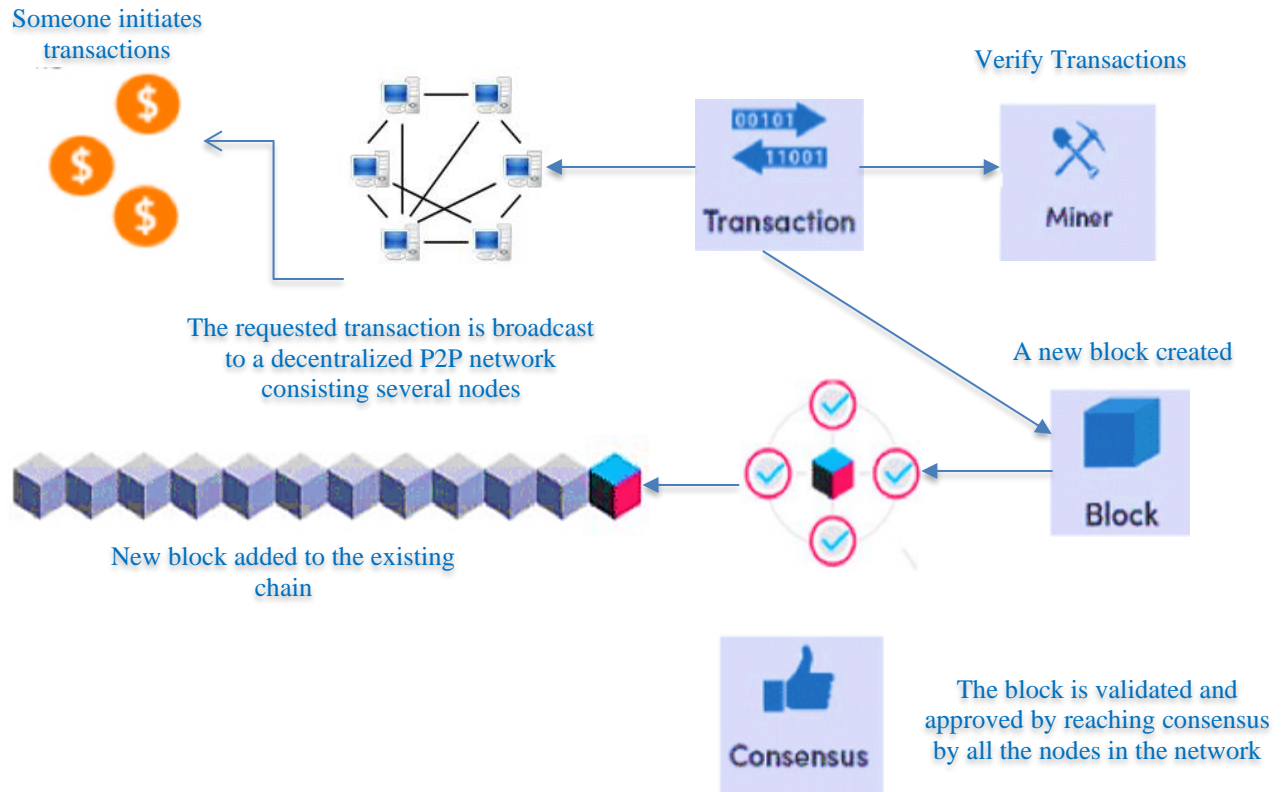 Someone initiates
transactions
$
$
$
Verify Transactions
00101
11001
Transaction
Miner
The requested transaction is broadcast
to a decentralized P2P network
consisting several nodes
A new block created
Block
New block added to the existing
chain
Consensus
The block is validated and
approved by reaching consensus
by all the nodes in the network